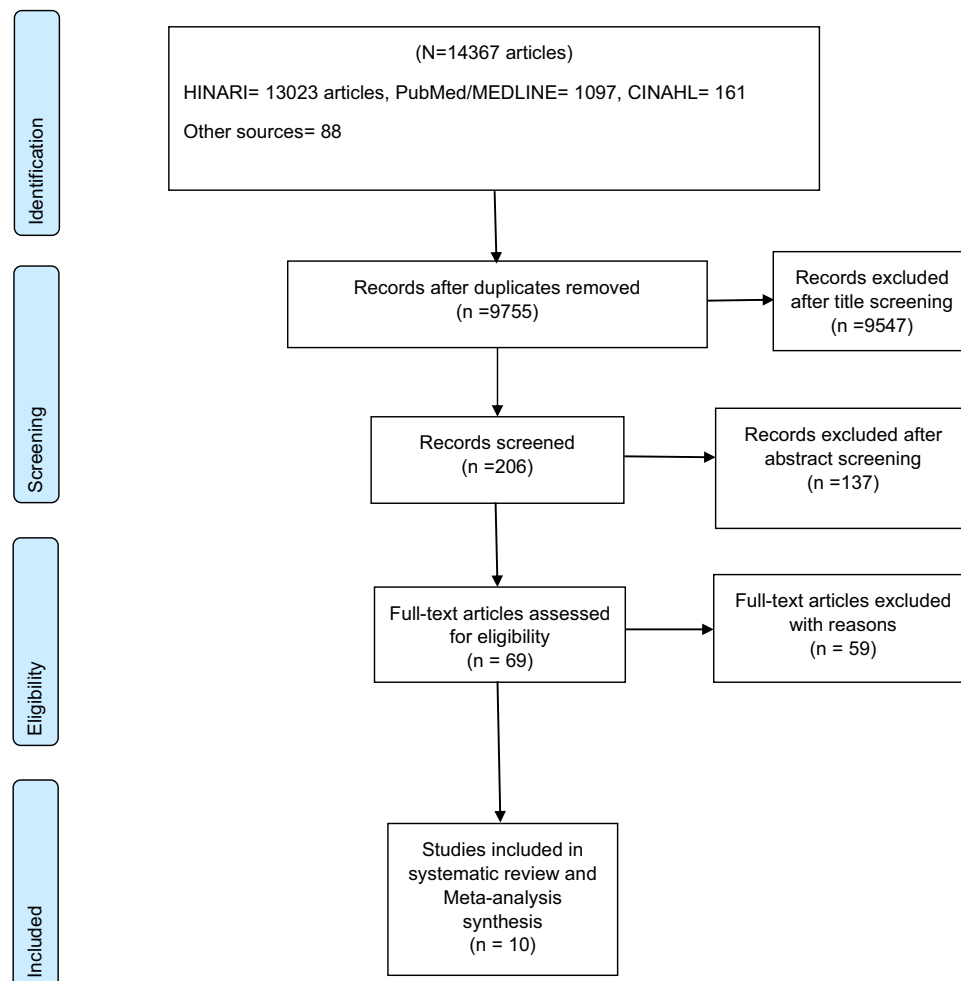 Identification
(N=14367 articles)
HINARI= 13023 articles, PubMed/MEDLINE= 1097, CINAHL= 161
Other sources= 88
Screening
Records after duplicates removed
(n =9755)
Records excluded
after title screening
(n =9547)
Records screened
(n =206)
Records excluded after
abstract screening
(n =137)
Eligibility
Full-text articles assessed
for eligibility
(n = 69)
Full-text articles excluded
with reasons
(n = 59)
Included
Studies included in
systematic review and
Meta-analysis
synthesis
(n = 10)